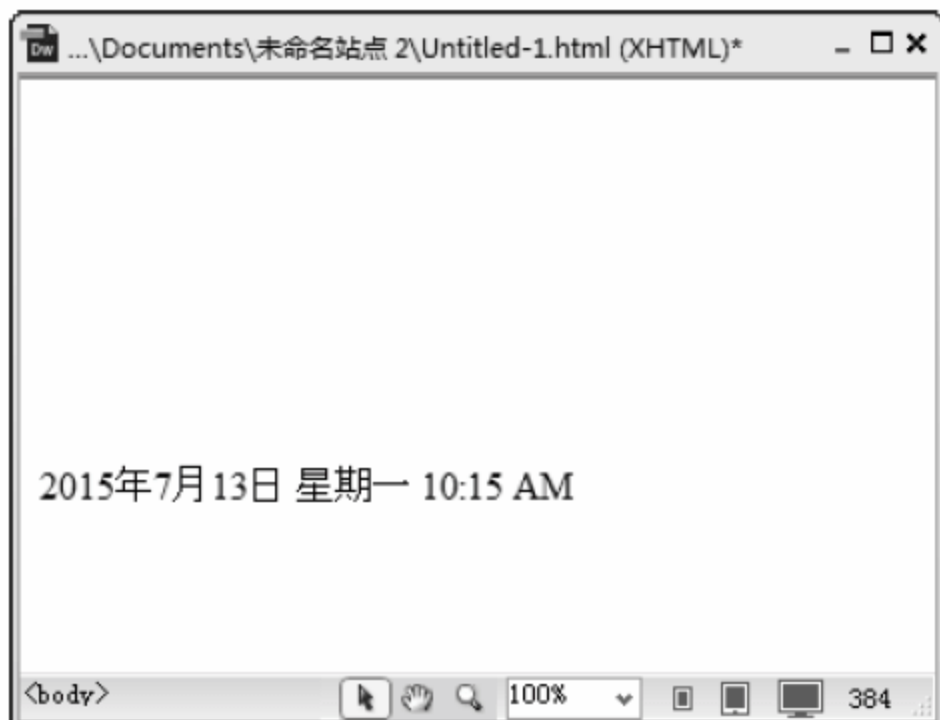 Dw ...\Documents\未命名站点 2\Untitled-1.html (XHTML)*
2015年7月13日 星期一 10:15 AM
<body> 100% 384